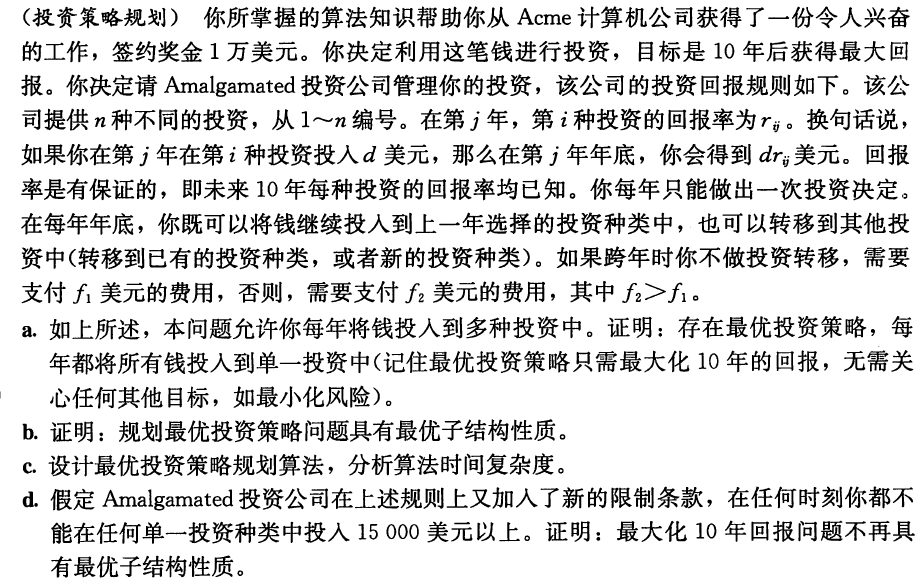 （投资策略规划） 你所掌握的算法知识帮助你从 Acme 计算机公司获得了一份令人兴奋
的工作，签约奖金 1 万美元。你决定利用这笔钱进行投资，目标是 10 年后获得最大回
报。你决定请 Amalgamated 投资公司管理你的投资，该公司的投资回报规则如下。该公
司提供 n 种不同的投资，从 1～n 编号。在第 j 年，第 i 种投资的回报率为 rij。换句话说，
如果你在第 j 年在第 i 种投资投入 d 美元，那么在第 j 年年底，你会得到 drij 美元。回报
率是有保证的，即未来 10 年每种投资的回报率均已知。你每年只能做出一次投资决定。
在每年年底，你既可以将钱继续投入到上一年选择的投资种类中，也可以转移到其他投
资中(转移到已有的投资种类，或者新的投资种类)。如果跨年时你不做投资转移，需要
支付 f1 美元的费用，否则，需要支付 f2 美元的费用，其中 f2>f1。
a. 如上所述，本问题允许你每年将钱投入到多种投资中。证明：存在最优投资策略，每
年都将所有钱投入到单一投资中(记住最优投资策略只需最大化 10 年的回报，无需关
心任何其他目标，如最小化风险)。
b. 证明：规划最优投资策略问题具有最优子结构性质。
c. 设计最优投资策略规划算法，分析算法时间复杂度。
d. 假定 Amalgamated 投资公司在上述规则上又加入了新的限制条款，在任何时刻你都不
能在任何单一投资种类中投入 15 000 美元以上。证明：最大化 10 年回报问题不再具
有最优子结构性质。